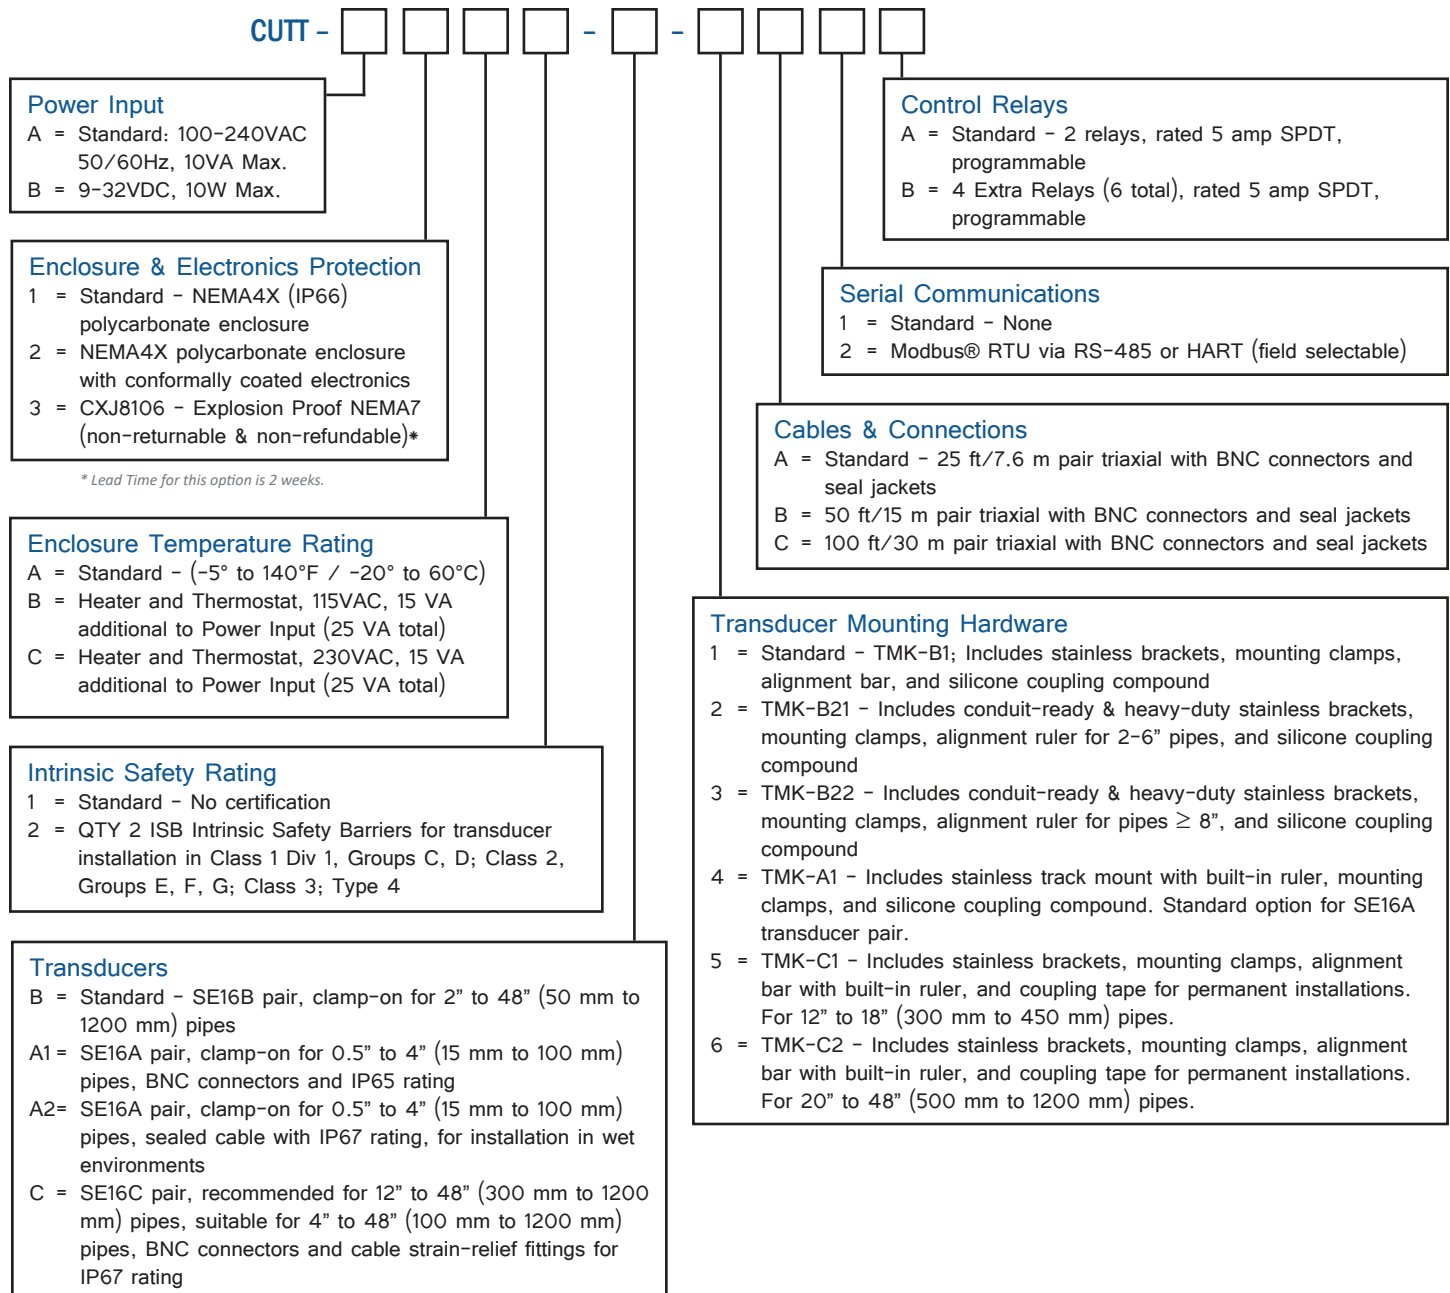 CUTT – – –
Power Input
A = Standard: 100-240VAC
50/60Hz, 10VA Max.
B = 9-32VDC, 10W Max.
Enclosure & Electronics Protection
1 = Standard - NEMA4X (IP66)
polycarbonate enclosure
2 = NEMA4X polycarbonate enclosure
with conformally coated electronics
3 = CXJ8106 - Explosion Proof NEMA7
(non-returnable & non-refundable)*
* Lead Time for this option is 2 weeks.
Enclosure Temperature Rating
A = Standard - (-5° to 140°F / -20° to 60°C)
B = Heater and Thermostat, 115VAC, 15 VA
additional to Power Input (25 VA total)
C = Heater and Thermostat, 230VAC, 15 VA
additional to Power Input (25 VA total)
Intrinsic Safety Rating
1 = Standard - No certification
2 = QTY 2 ISB Intrinsic Safety Barriers for transducer
installation in Class 1 Div 1, Groups C, D; Class 2,
Groups E, F, G; Class 3; Type 4
Transducers
B = Standard - SE16B pair, clamp-on for 2" to 48" (50 mm to
1200 mm) pipes
A1 = SE16A pair, clamp-on for 0.5" to 4" (15 mm to 100 mm)
pipes, BNC connectors and IP65 rating
A2= SE16A pair, clamp-on for 0.5" to 4" (15 mm to 100 mm)
pipes, sealed cable with IP67 rating, for installation in wet
environments
C = SE16C pair, recommended for 12" to 48" (300 mm to 1200
mm) pipes, suitable for 4" to 48" (100 mm to 1200 mm)
pipes, BNC connectors and cable strain-relief fittings for
IP67 rating
Control Relays
A = Standard - 2 relays, rated 5 amp SPDT,
programmable
B = 4 Extra Relays (6 total), rated 5 amp SPDT,
programmable
Serial Communications
1 = Standard - None
2 = Modbus® RTU via RS-485 or HART (field selectable)
Cables & Connections
A = Standard - 25 ft/7.6 m pair triaxial with BNC connectors and
seal jackets
B = 50 ft/15 m pair triaxial with BNC connectors and seal jackets
C = 100 ft/30 m pair triaxial with BNC connectors and seal jackets
Transducer Mounting Hardware
1 = Standard - TMK-B1; Includes stainless brackets, mounting clamps,
alignment bar, and silicone coupling compound
2 = TMK-B21 - Includes conduit-ready & heavy-duty stainless brackets,
mounting clamps, alignment ruler for 2-6" pipes, and silicone coupling
compound
3 = TMK-B22 - Includes conduit-ready & heavy-duty stainless brackets,
mounting clamps, alignment ruler for pipes ≥ 8", and silicone coupling
compound
4 = TMK-A1 - Includes stainless track mount with built-in ruler, mounting
clamps, and silicone coupling compound. Standard option for SE16A
transducer pair.
5 = TMK-C1 - Includes stainless brackets, mounting clamps, alignment
bar with built-in ruler, and coupling tape for permanent installations.
For 12" to 18" (300 mm to 450 mm) pipes.
6 = TMK-C2 - Includes stainless brackets, mounting clamps, alignment
bar with built-in ruler, and coupling tape for permanent installations.
For 20" to 48" (500 mm to 1200 mm) pipes.